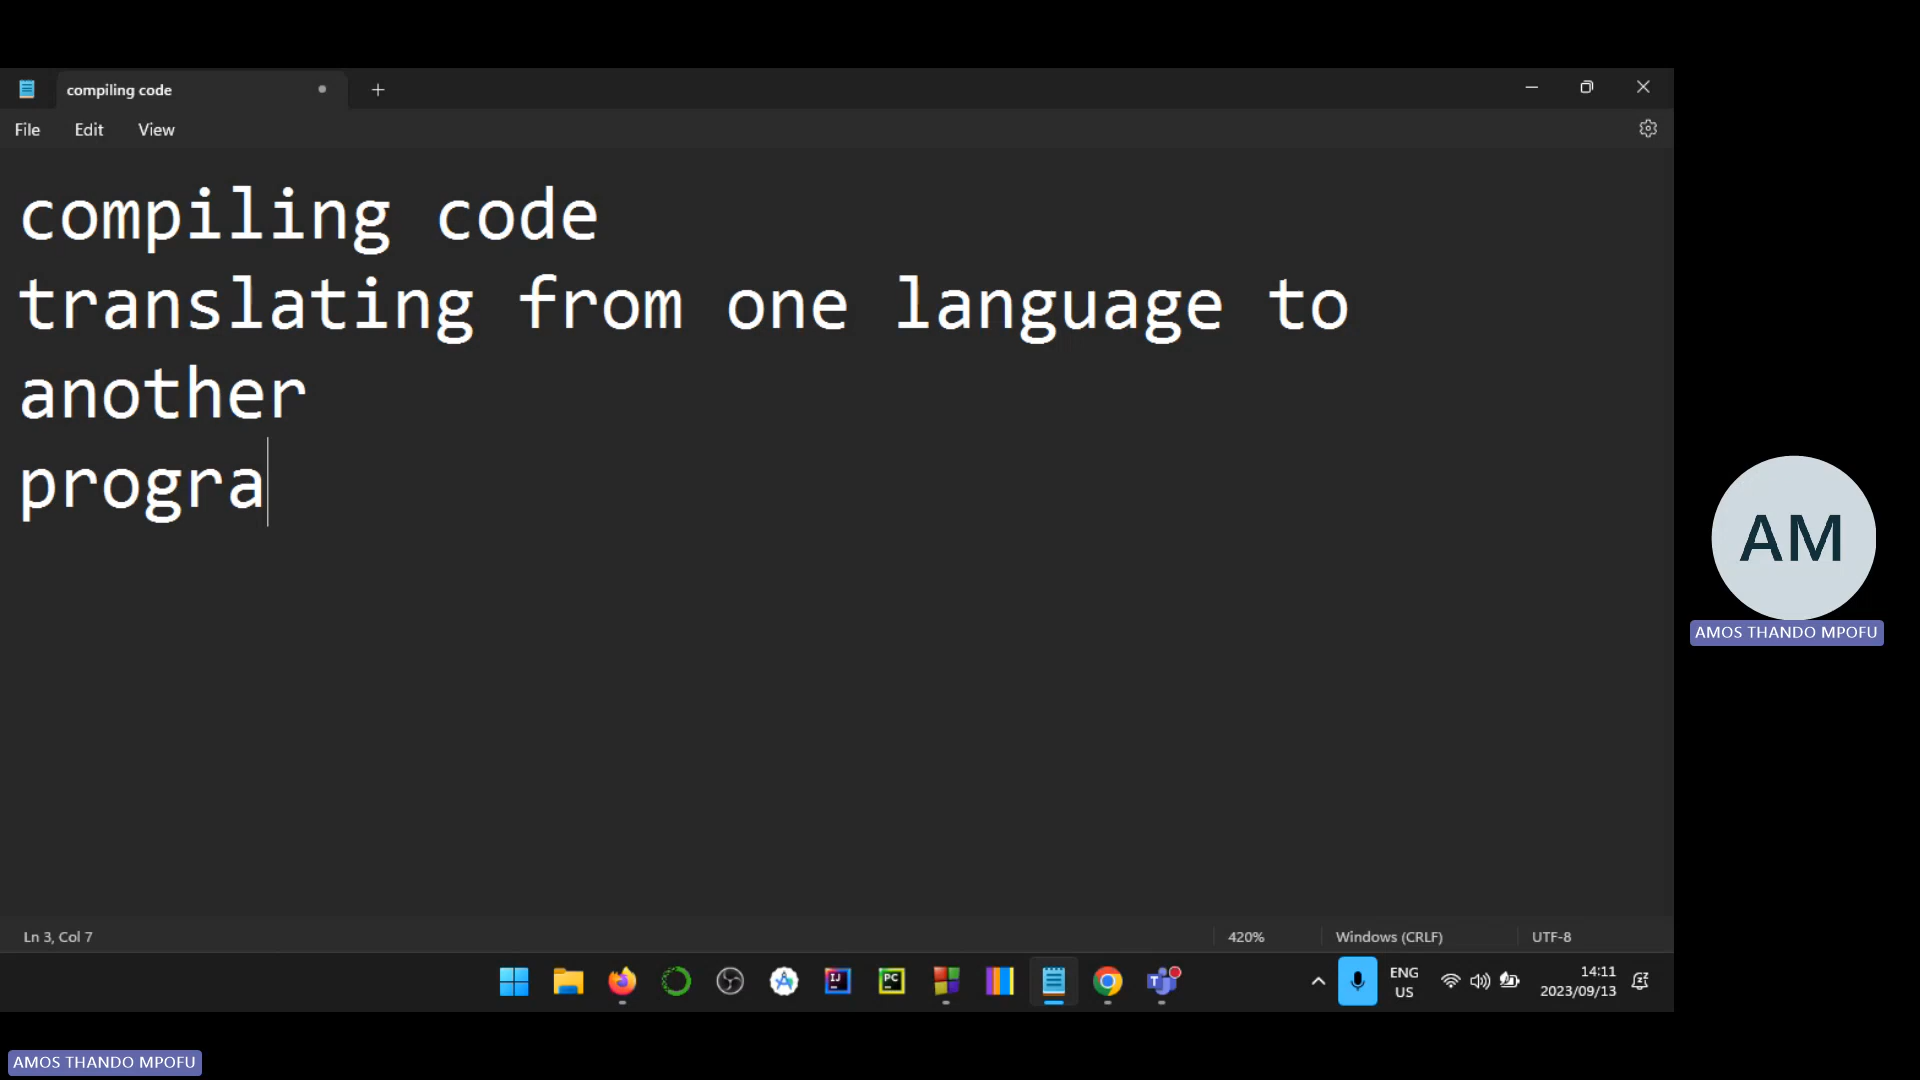 compiling code
File Edit View
compiling code
translating from one language to
another
progra
AM
AMOS THANDO MPOFU
Ln 3, Col 7
420%
Windows (CRLF)
UTF-8
ENG
US
14:11
2023/09/13
AMOS THANDO MPOFU